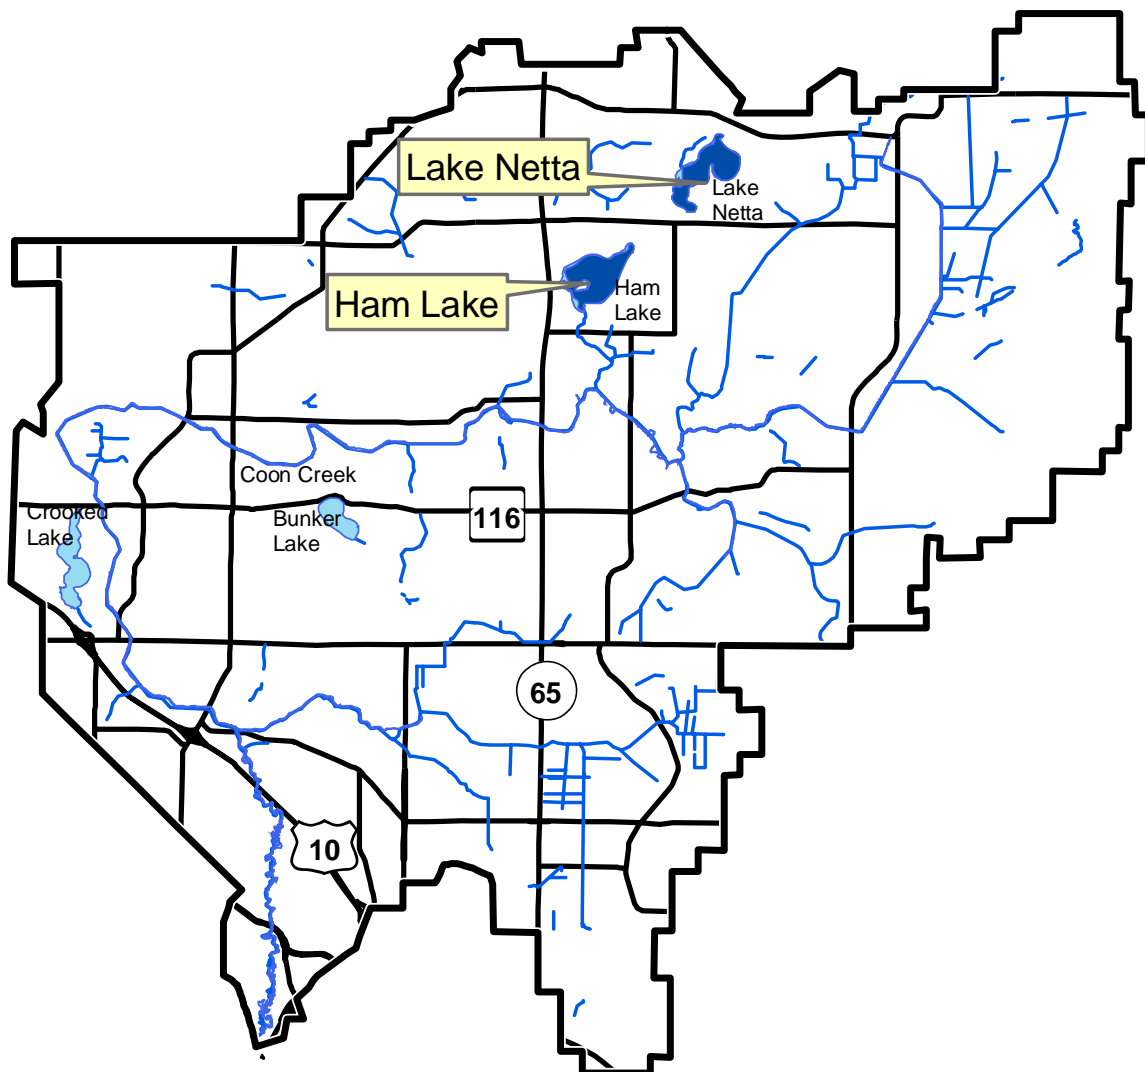 Lake Netta
Lake
Netta
Ham Lake
Ham
Lake
Coon Creek
Crooked
Lake
Bunker
Lake
116
65
10